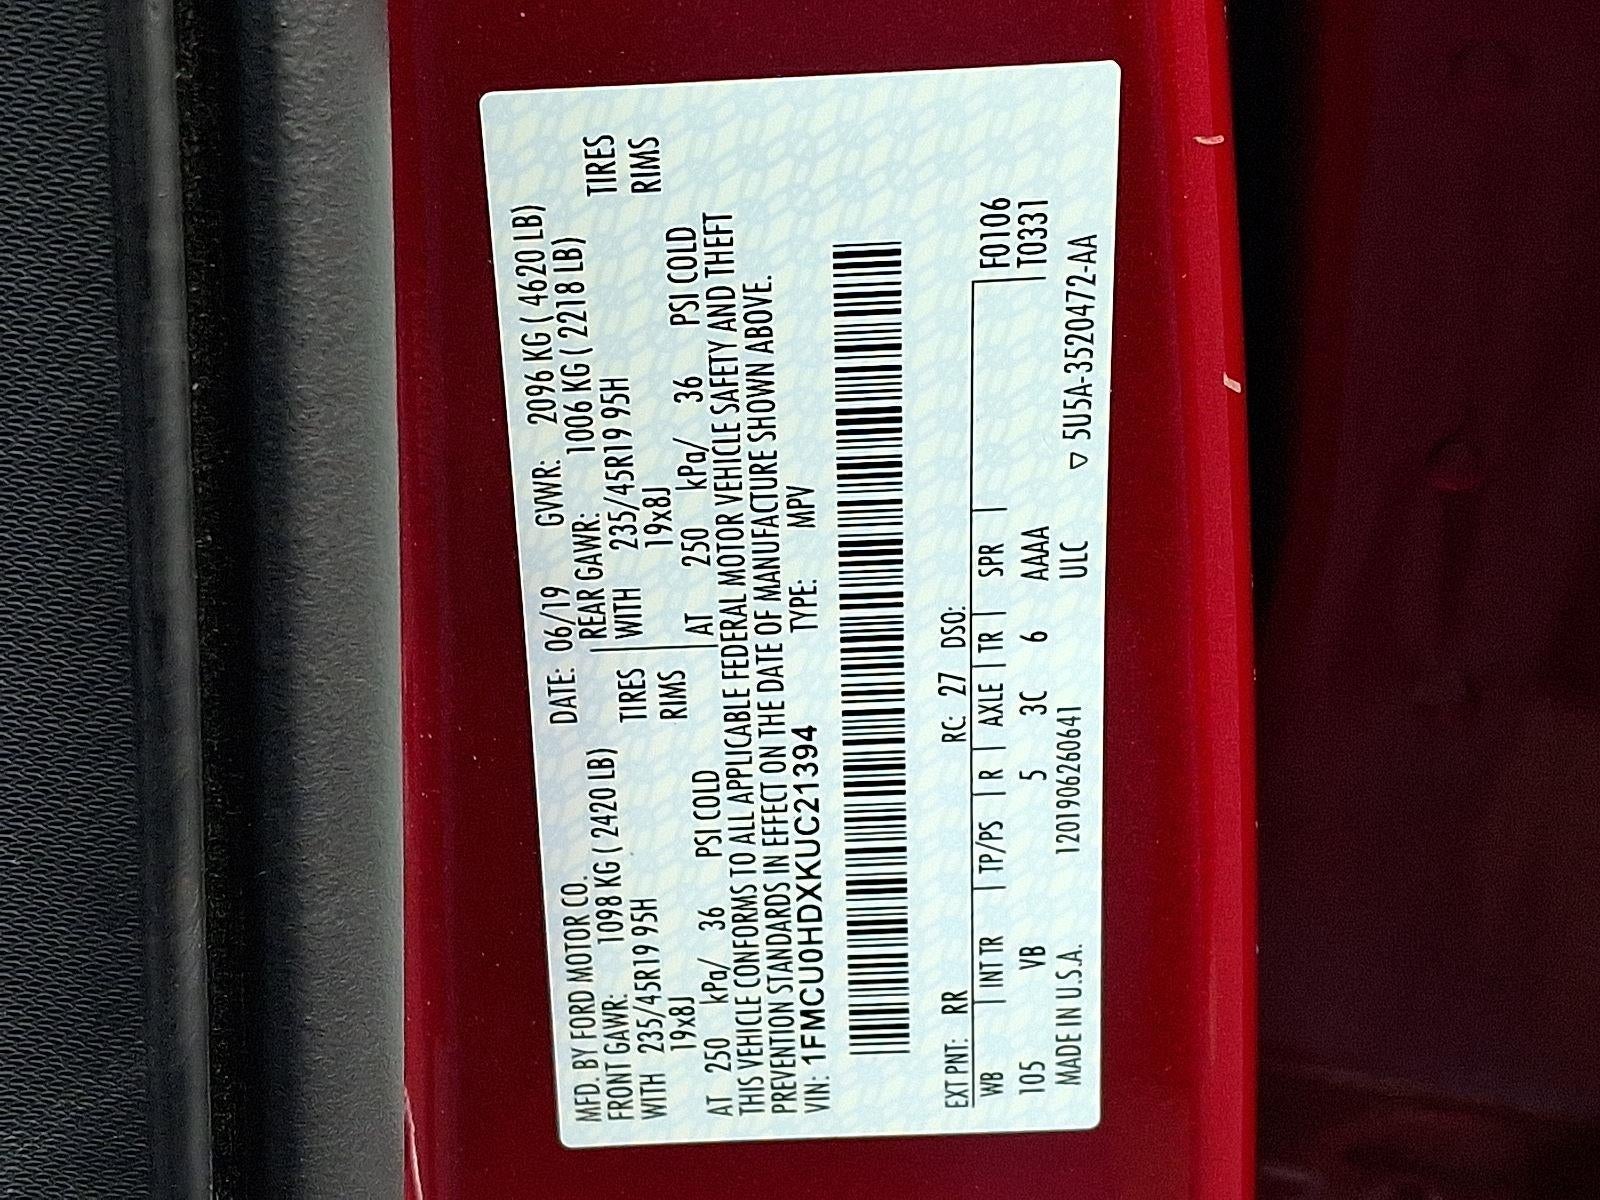 MFD. BY FORD MOTOR CO. DATE: 06/19 GVWR: 2096 KG ( 4620 LB)
FRONT GAWR: 1098 KG ( 2420 LB) REAR GAWR: 1006 KG ( 2218 LB)
WITH 235/45R19 95H TIRES WITH 235/45R19 95H TIRES
19x8J RIMS 19x8J RIMS
AT 250 kPa/ 36 PSI COLD AT 250 kPa/ 36 PSI COLD
THIS VEHICLE CONFORMS TO ALL APPLICABLE FEDERAL MOTOR VEHICLE SAFETY AND THEFT
PREVENTION STANDARDS IN EFFECT ON THE DATE OF MANUFACTURE SHOWN ABOVE.
VIN: 1FMCU0HDXKUC21394 TYPE: MPV
EXT PNT: RR RC: 27 DSO:
WB INT TR TP/PS R AXLE TR SPR F0106
105 VB 5 3C 6 AAAA T0331
MADE IN U.S.A. 120190626064​1 ULC ▽ 5U5A-3520472-AA